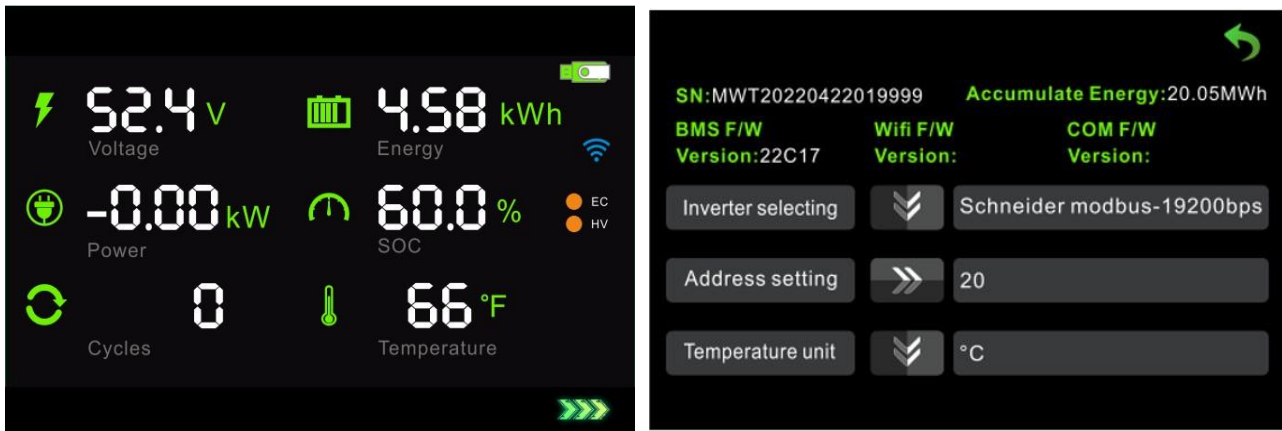 52.4 V
Voltage
4.58 kWh
Energy
-0.00 kW
Power
60.0 %
SOC
EC
HV
0
Cycles
66 °F
Temperature
SN:MWT20220422019999
Accumulate Energy:20.05MWh
BMS F/W
Version:22C17
Wifi F/W
Version:
COM F/W
Version:
Inverter selecting
Schneider modbus-19200bps
Address setting
20
Temperature unit
°C